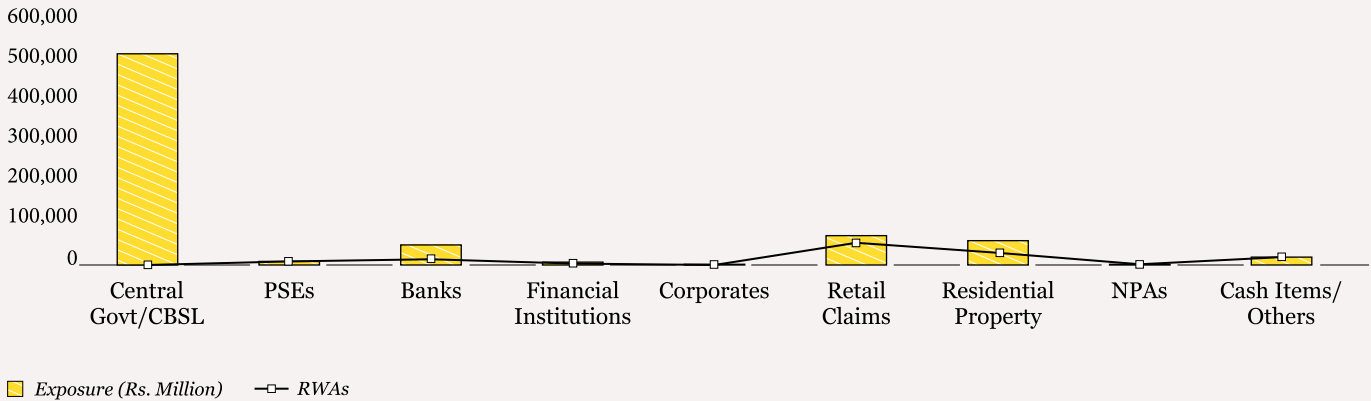 600,000
500,000
400,000
300,000
200,000
100,000
0
Central
Govt/CBSL
PSEs
Banks
Financial
Institutions
Corporates
Retail
Claims
Residential
Property
NPAs
Cash Items/
Others
Exposure (Rs. Million)
RWAs